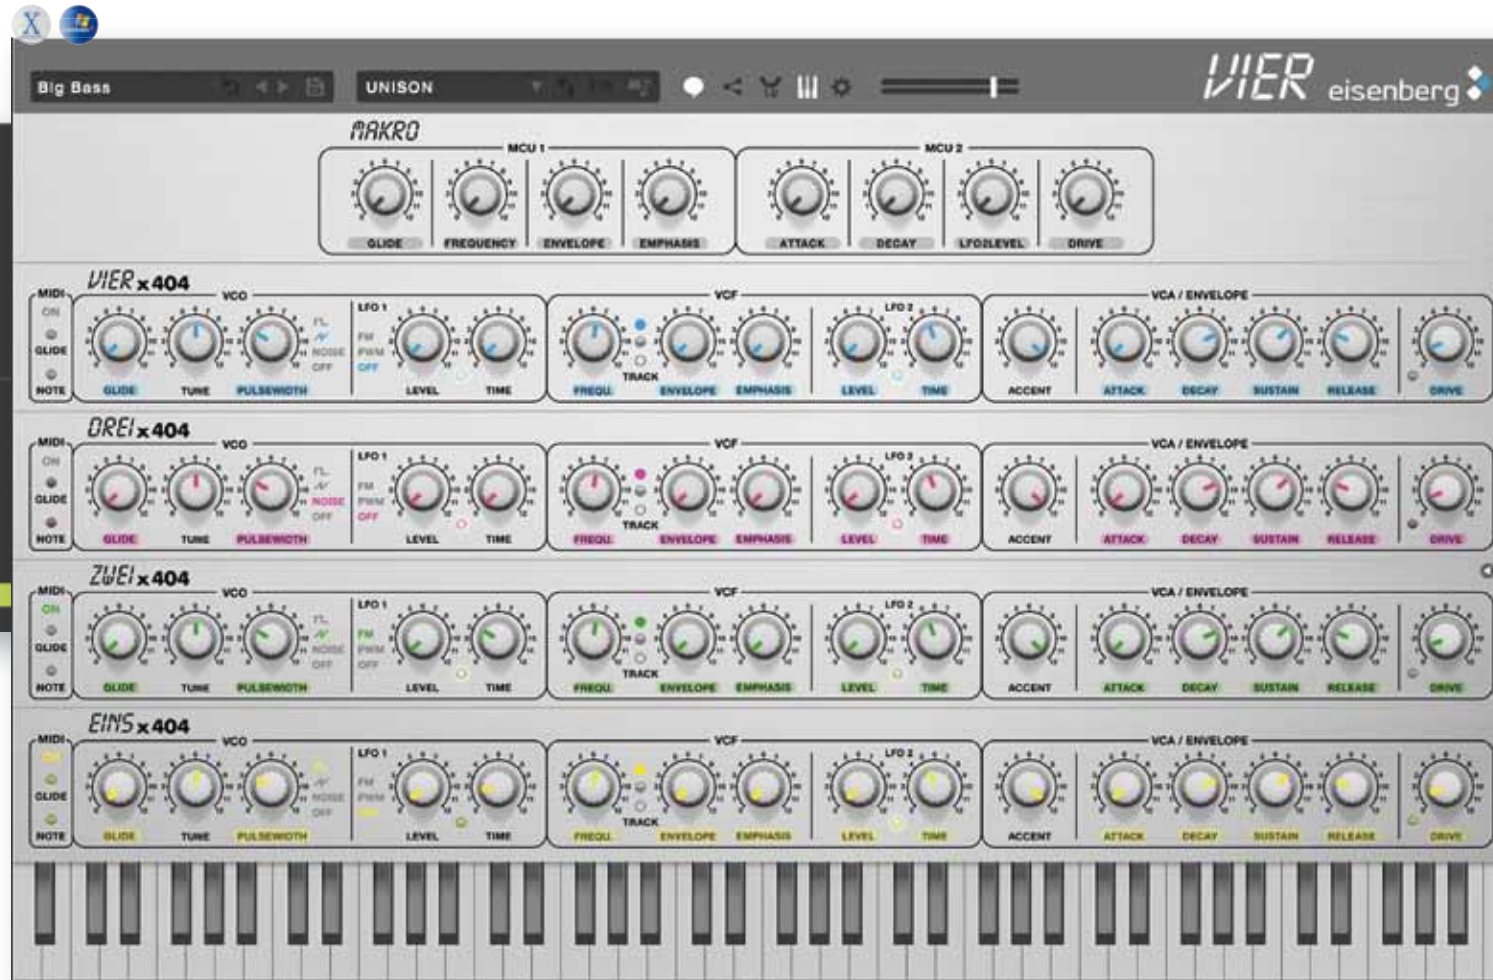 X
Big Bass UNISON VIER eisenberg
MAKRO
MCU 1 MCU 2
GLIDE FREQUENCY ENVELOPE EMPHASIS ATTACK DECAY LFO2LEVEL DRIVE
VIER x404
MIDI VCO LFO 1 VCF LFO 2 VCA / ENVELOPE
ON
FM
GLIDE NOISE PWM
OFF OFF
TRACK
NOTE GLIDE TUNE PULSEWIDTH LEVEL TIME FREQU. ENVELOPE EMPHASIS LEVEL TIME ACCENT ATTACK DECAY SUSTAIN RELEASE DRIVE
DREI x404
MIDI VCO LFO 1 VCF LFO 2 VCA / ENVELOPE
ON
FM
GLIDE NOISE PWM
OFF OFF
TRACK
NOTE GLIDE TUNE PULSEWIDTH LEVEL TIME FREQU. ENVELOPE EMPHASIS LEVEL TIME ACCENT ATTACK DECAY SUSTAIN RELEASE DRIVE
ZWEI x404
MIDI VCO LFO 1 VCF LFO 2 VCA / ENVELOPE
ON
FM
GLIDE NOISE PWM
OFF OFF
TRACK
NOTE GLIDE TUNE PULSEWIDTH LEVEL TIME FREQU. ENVELOPE EMPHASIS LEVEL TIME ACCENT ATTACK DECAY SUSTAIN RELEASE DRIVE
EINS x404
MIDI VCO LFO 1 VCF LFO 2 VCA / ENVELOPE
ON
FM
GLIDE NOISE PWM
OFF OFF
TRACK
NOTE GLIDE TUNE PULSEWIDTH LEVEL TIME FREQU. ENVELOPE EMPHASIS LEVEL TIME ACCENT ATTACK DECAY SUSTAIN RELEASE DRIVE